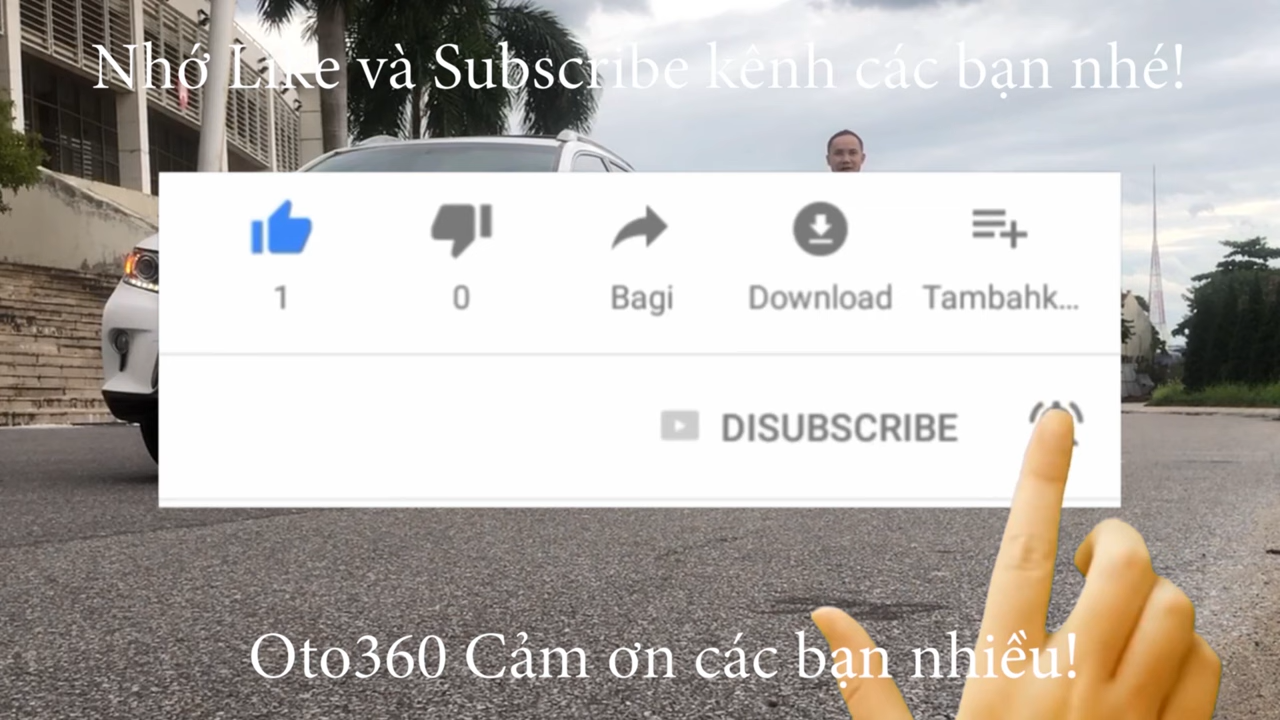 Nhớ Like và Subscribe kênh các bạn nhé!
1
0
Bagi
Download
Tambahk...
DISUBSCRIBE
Oto360 Cảm ơn các bạn nhiều!